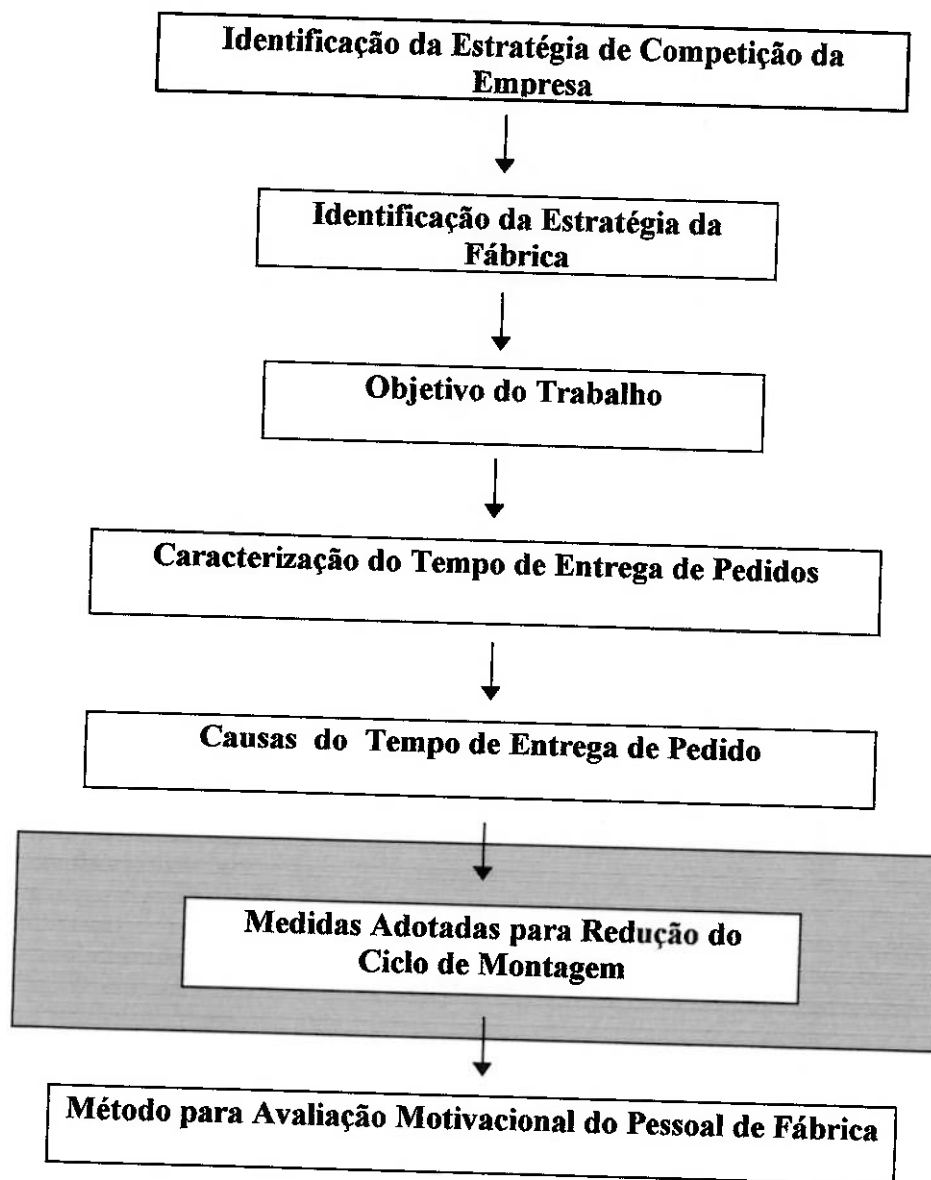 Identificação da Estratégia de Competição da
Empresa
Identificação da Estratégia da
Fábrica
Objetivo do Trabalho
Caracterização do Tempo de Entrega de Pedidos
Causas do Tempo de Entrega de Pedido
Medidas Adotadas para Redução do
Ciclo de Montagem
Método para Avaliação Motivacional do Pessoal de Fábrica